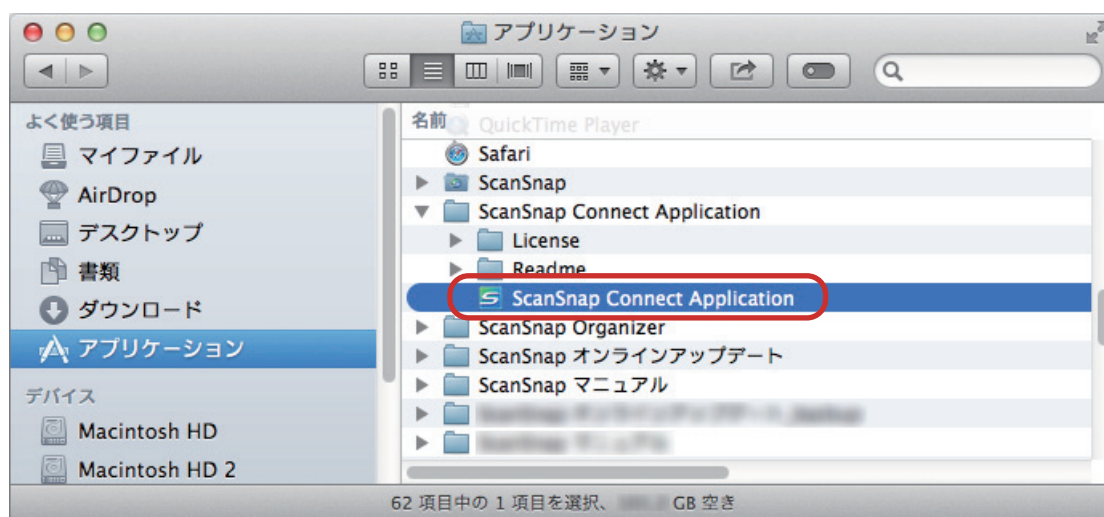 アプリケーション
よく使う項目
マイファイル
AirDrop
デスクトップ
書類
ダウンロード
アプリケーション
デバイス
Macintosh HD
Macintosh HD 2
名前
QuickTime Player
Safari
ScanSnap
ScanSnap Connect Application
License
Readme
ScanSnap Connect Application
ScanSnap Organizer
ScanSnap オンラインアップデート
ScanSnap マニュアル
62 項目中の 1 項目を選択、 GB 空き